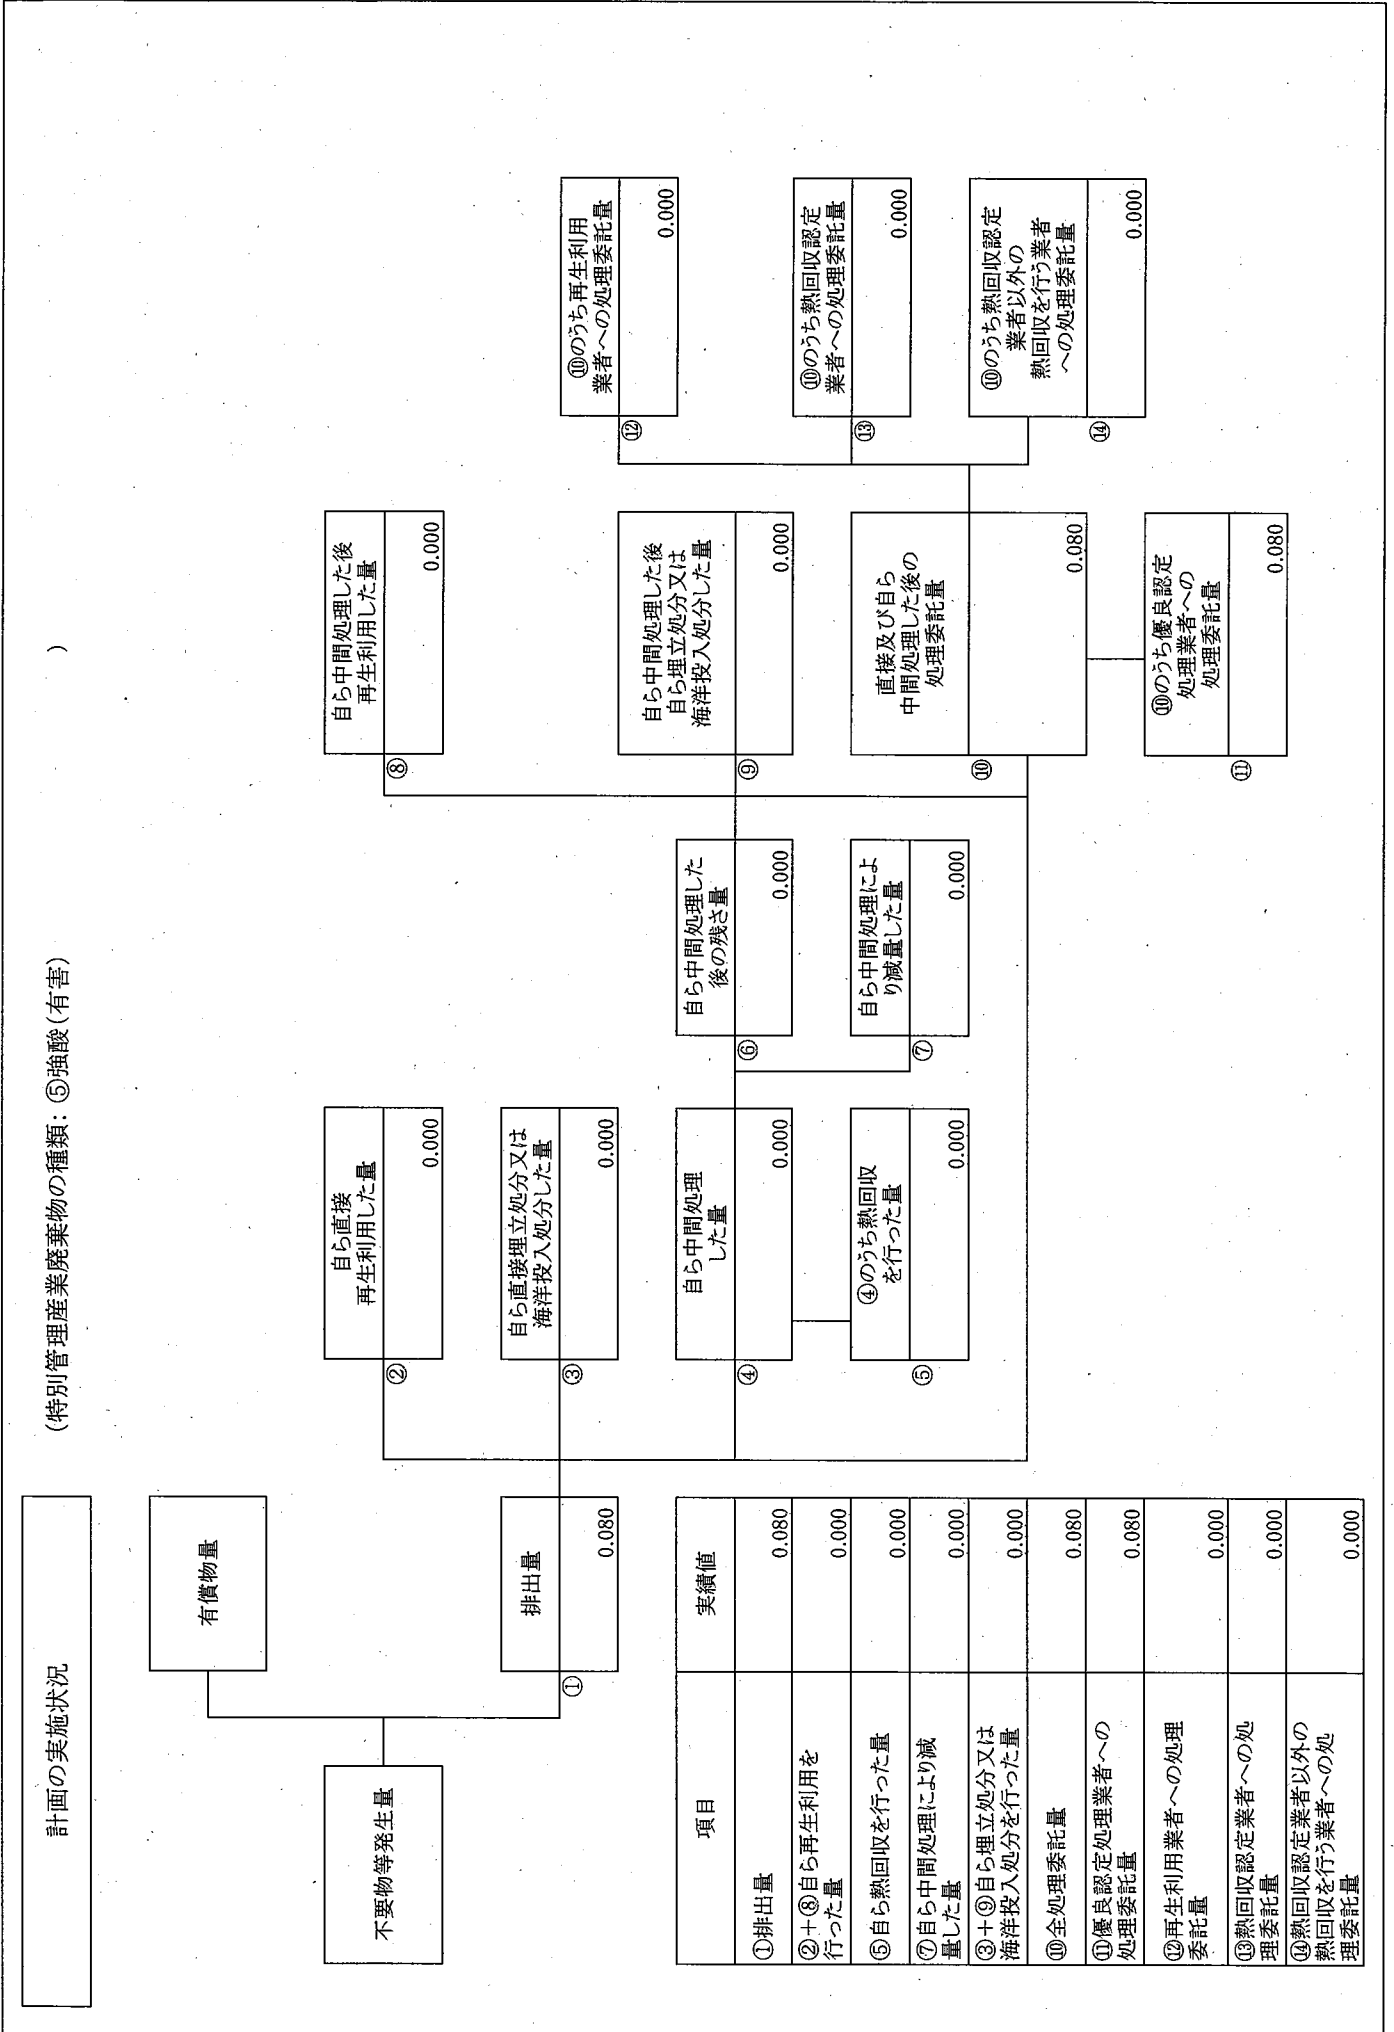 計画の実施状況
(特別管理産業廃棄物の種類:⑤強酸(有害)
)
不要物等発生量
有償物量
①
排出量
0.080
②
自ら直接
再生利用した量
0.000
③
自ら直接埋立処分又は
海洋投入処分した量
0.000
④
自ら中間処理
した量
0.000
⑤
④のうち熱回収
を行った量
0.000
⑥
自ら中間処理した
後の残さ量
0.000
⑦
自ら中間処理によ
り減量した量
0.000
⑧
自ら中間処理した後
再生利用した量
0.000
⑨
自ら中間処理した後
自ら埋立処分又は
海洋投入処分した量
0.000
⑩
直接及び自ら
中間処理した後の
処理委託量
0.080
⑪
⑩のうち優良認定
処理業者への
処理委託量
0.080
⑫
⑩のうち再生利用
業者への処理委託量
0.000
⑬
⑩のうち熱回収認定
業者への処理委託量
0.000
⑭
⑩のうち熱回収認定
業者以外の
熱回収を行う業者
への処理委託量
0.000
項目 実績値
①排出量 0.080
②+⑧自ら再生利用を
行った量 0.000
⑤自ら熱回収を行った量 0.000
⑦自ら中間処理により減
量した量 0.000
③+⑨自ら埋立処分又は
海洋投入処分を行った量 0.000
⑩全処理委託量 0.080
⑪優良認定処理業者への
処理委託量 0.080
⑫再生利用業者への処理
委託量 0.000
⑬熱回収認定業者への処
理委託量 0.000
⑭熱回収認定業者以外の
熱回収を行う業者への処
理委託量 0.000